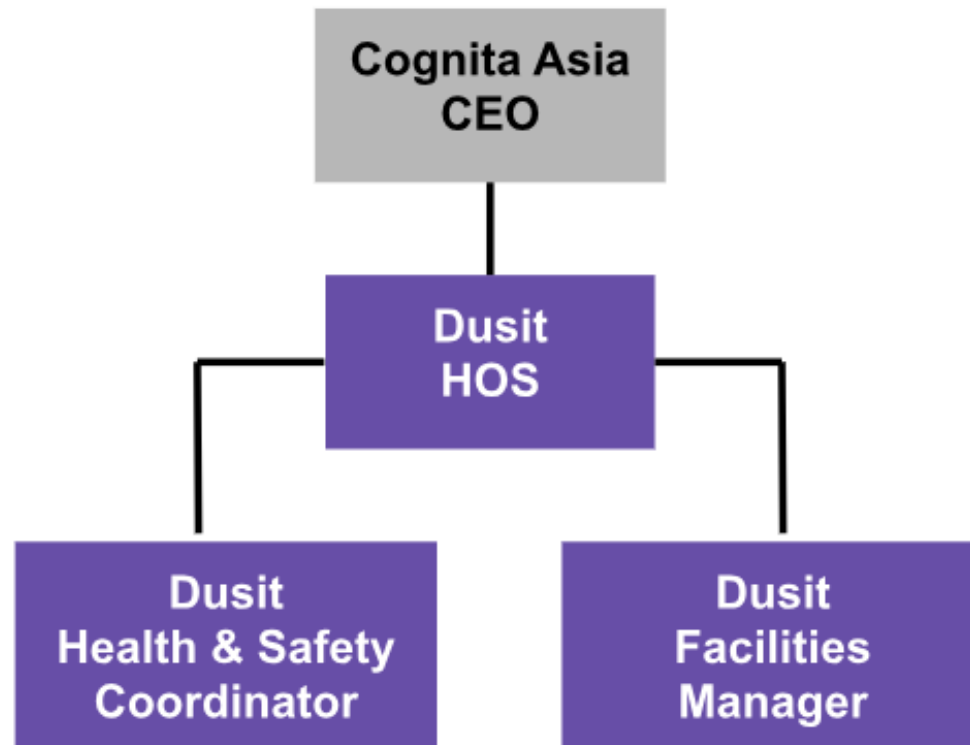 Cognita Asia
CEO
Dusit
HOS
Dusit
Health & Safety
Coordinator
Dusit
Facilities
Manager